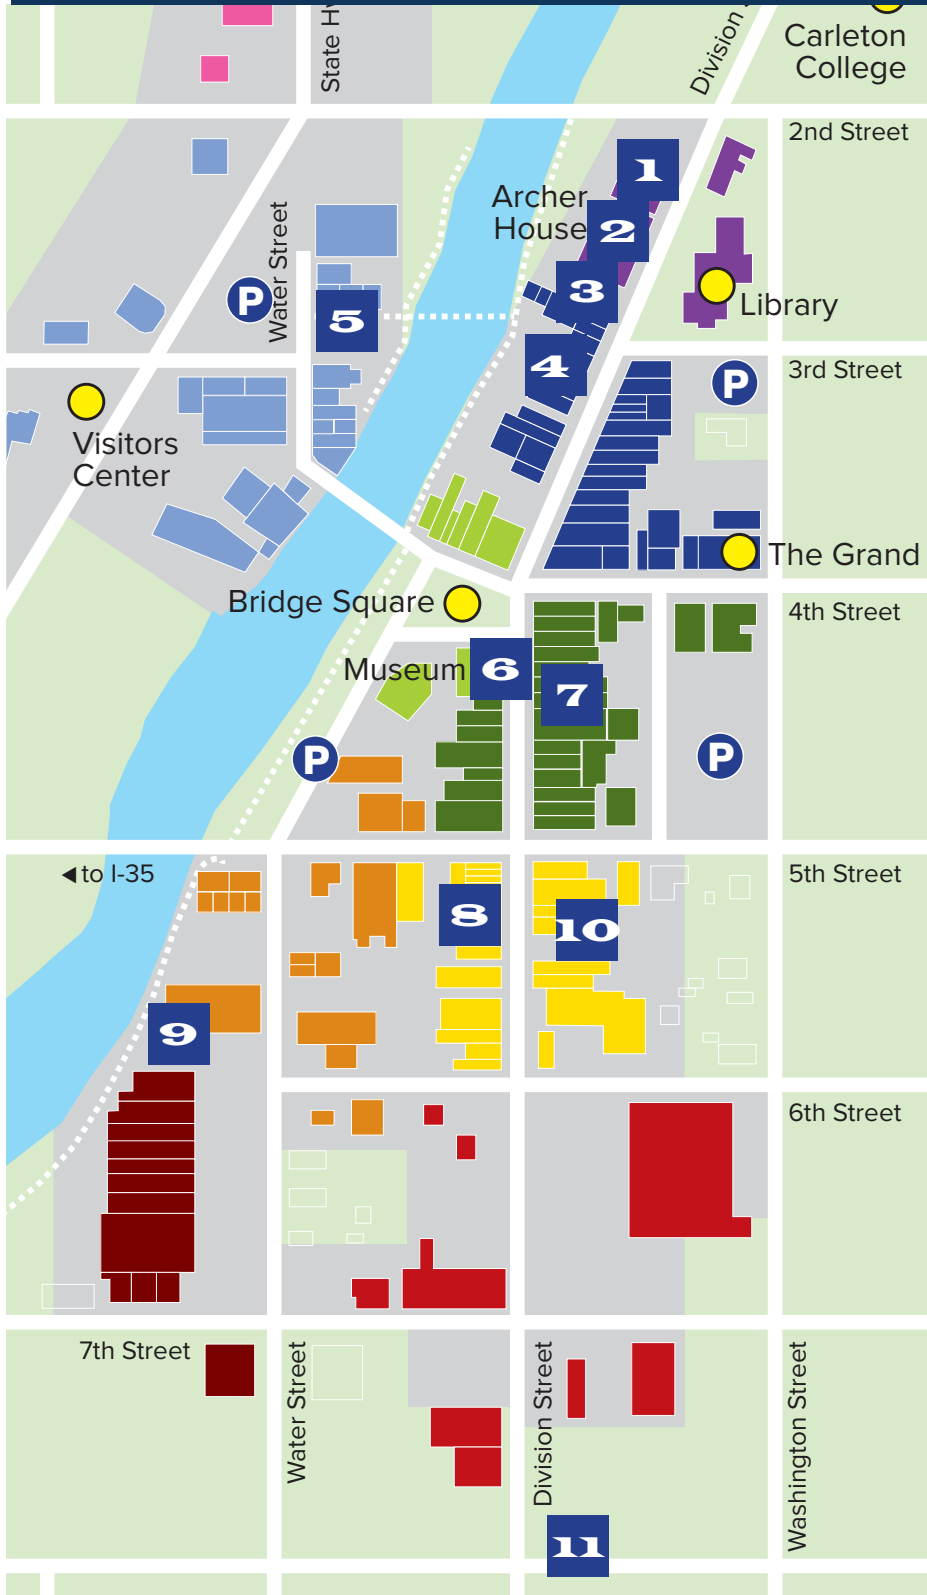 State
Division
Carleton
College
2nd Street
1
Archer
House
2
Water Street
P
3
5
Library
4
3rd Street
P
Visitors
Center
The Grand
Bridge Square
4th Street
Museum
6
7
P
P
to I-35
5th Street
8
10
9
6th Street
7th Street
Water Street
Division Street
Washington Street
11